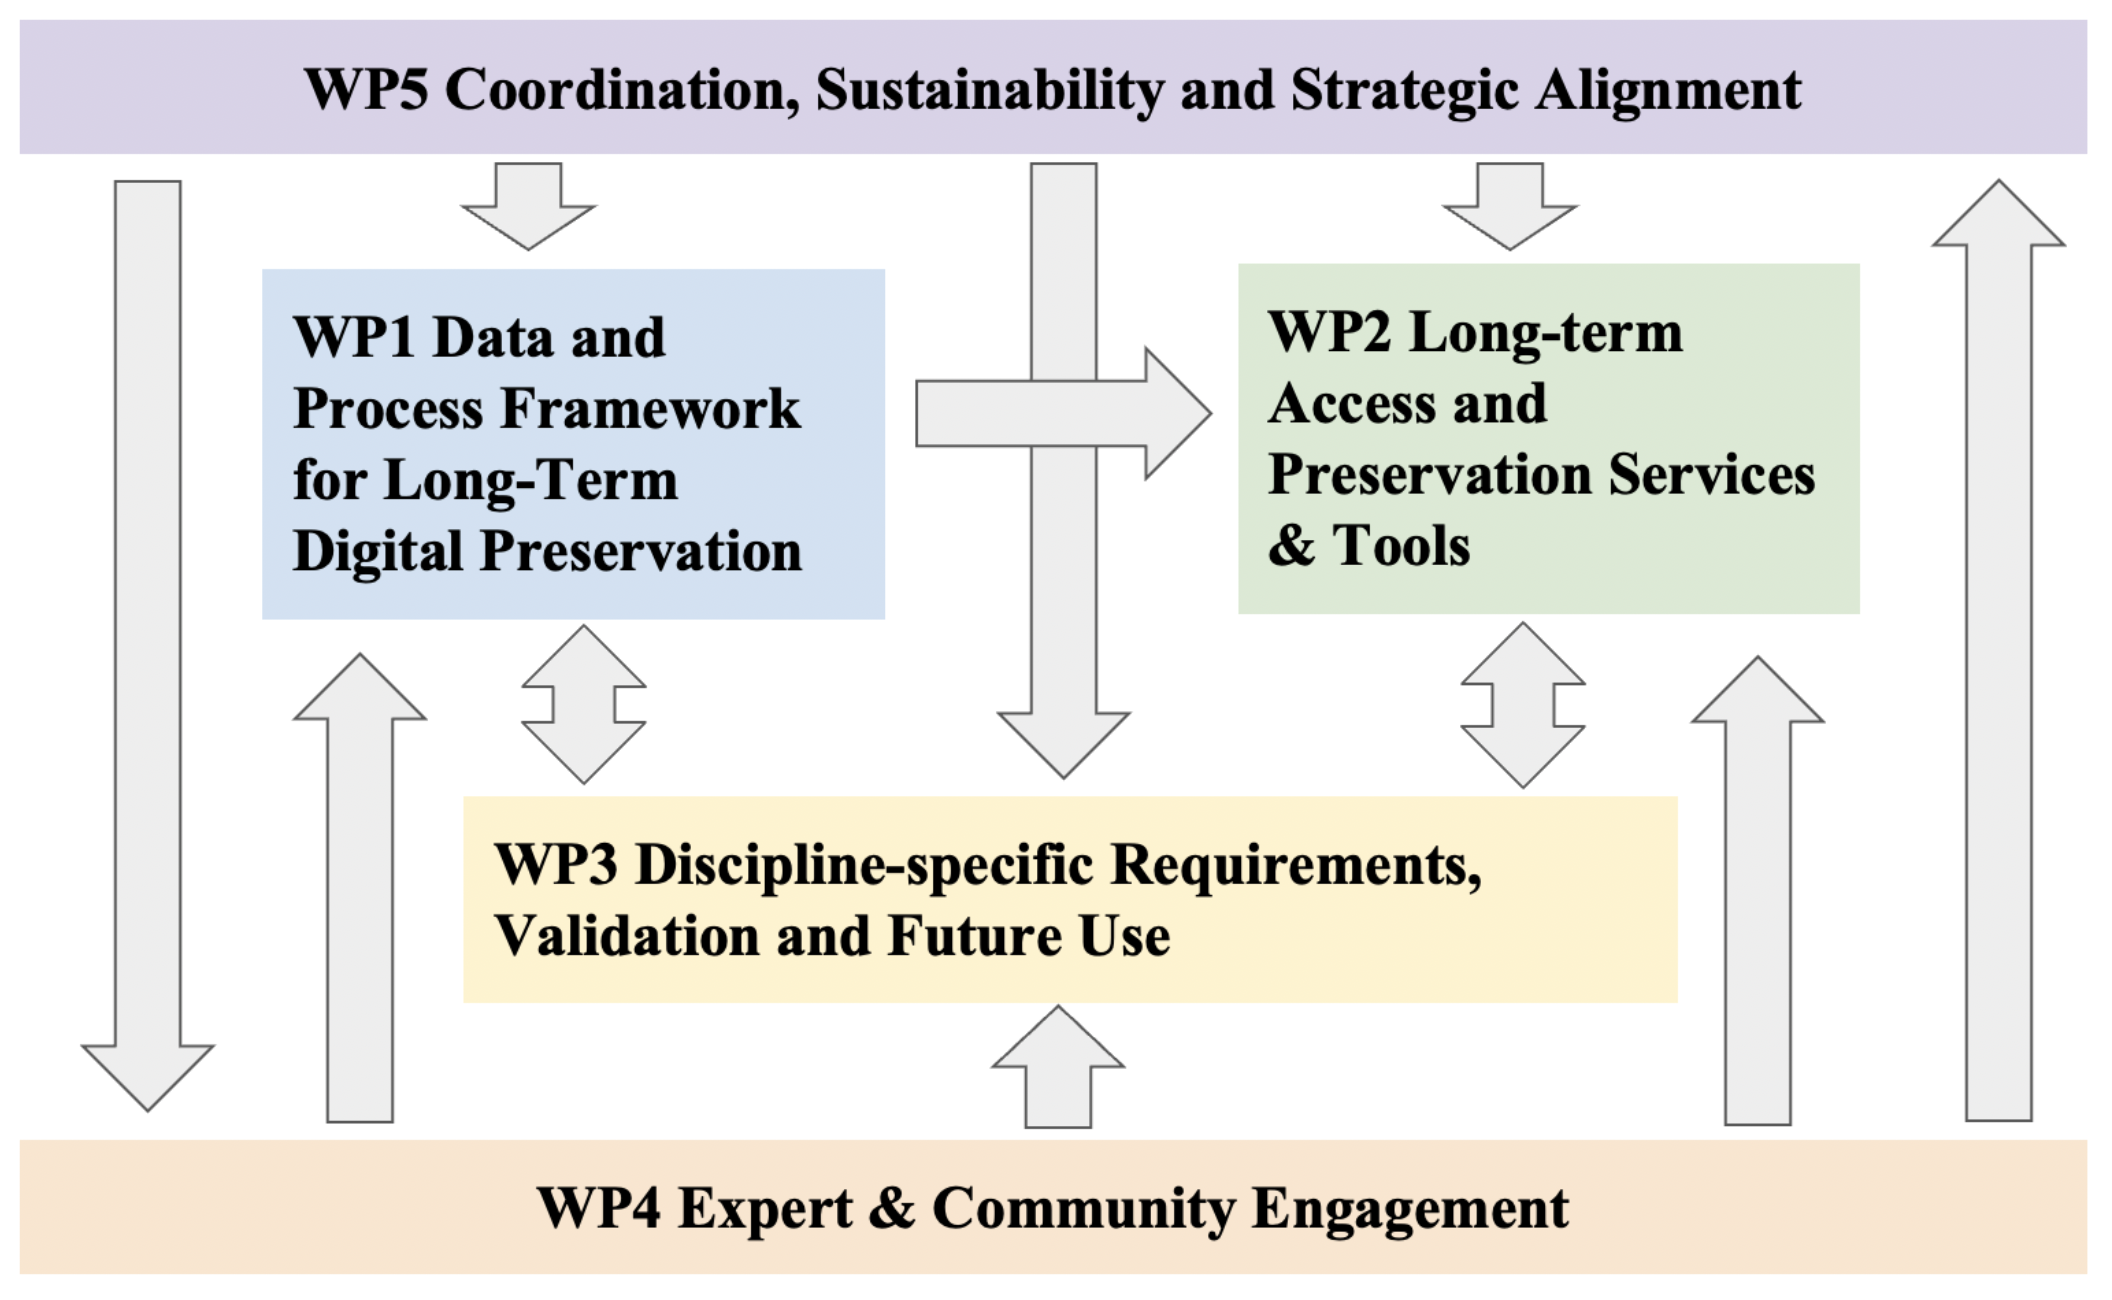 WP5 Coordination, Sustainability and Strategic Alignment
WP1 Data and
Process Framework
for Long-Term
Digital Preservation
WP2 Long-term
Access and
Preservation Services
& Tools
WP3 Discipline-specific Requirements,
Validation and Future Use
WP4 Expert & Community Engagement